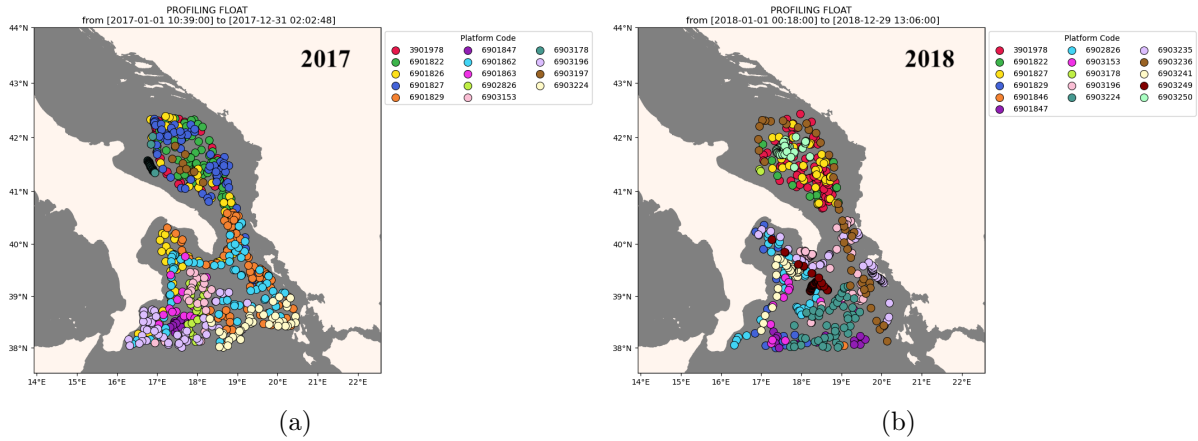 PROFILING FLOAT
from [2017-01-01 10:39:00] to [2017-12-31 02:02:48]
2017
44°N
43°N
42°N
41°N
40°N
39°N
38°N
14°E 15°E 16°E 17°E 18°E 19°E 20°E 21°E 22°E
Platform Code
3901978 6901847 6903178
6901822 6901862 6903196
6901826 6901863 6903197
6901827 6902826 6903224
6901829 6903153
(a)
PROFILING FLOAT
from [2018-01-01 00:18:00] to [2018-12-29 13:06:00]
2018
44°N
43°N
42°N
41°N
40°N
39°N
38°N
14°E 15°E 16°E 17°E 18°E 19°E 20°E 21°E 22°E
Platform Code
3901978 6902826 6903235
6901822 6903153 6903236
6901827 6903178 6903241
6901829 6903196 6903249
6901846 6903224 6903250
6901847
(b)